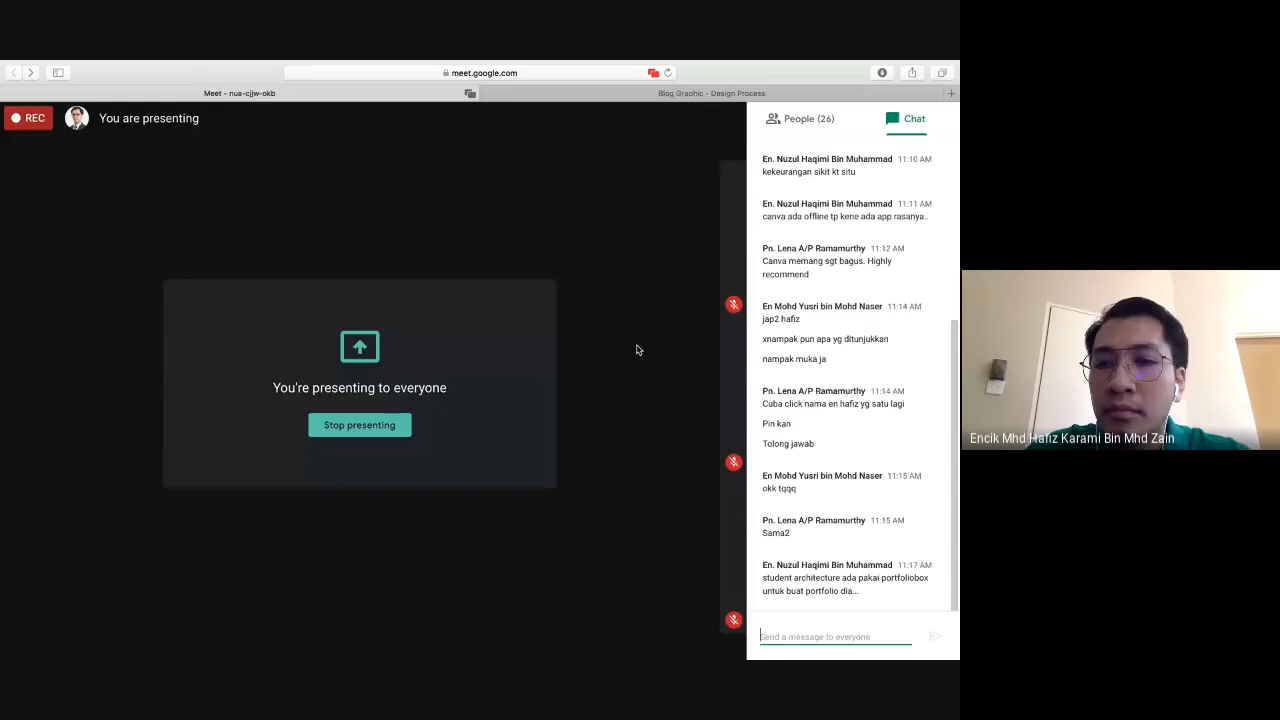 meet.google.com
Meet - nua-cjjw-okb
Blog Graphic - Design Process
REC
You are presenting
People (26)
Chat
En. Nuzul Haqimi Bin Muhammad 11:10 AM
kekeurangan sikit kt situ
En. Nuzul Haqimi Bin Muhammad 11:11 AM
canva ada offline tp kene ada app rasanya..
Pn. Lena A/P Ramamurthy 11:12 AM
Canva memang sgt bagus. Highly
recommend
En Mohd Yusri bin Mohd Naser 11:14 AM
jap2 hafiz
xnampak pun apa yg ditunjukkan
nampak muka ja
Pn. Lena A/P Ramamurthy 11:14 AM
Cuba click nama en hafiz yg satu lagi
Pin kan
Tolong jawab
En Mohd Yusri bin Mohd Naser 11:15 AM
okk tqqq
Pn. Lena A/P Ramamurthy 11:15 AM
Sama2
En. Nuzul Haqimi Bin Muhammad 11:17 AM
student architecture ada pakai portfoliobox
untuk buat portfolio dia...
Send a message to everyone
You're presenting to everyone
Stop presenting
Encik Mhd Hafiz Karami Bin Mhd Zain